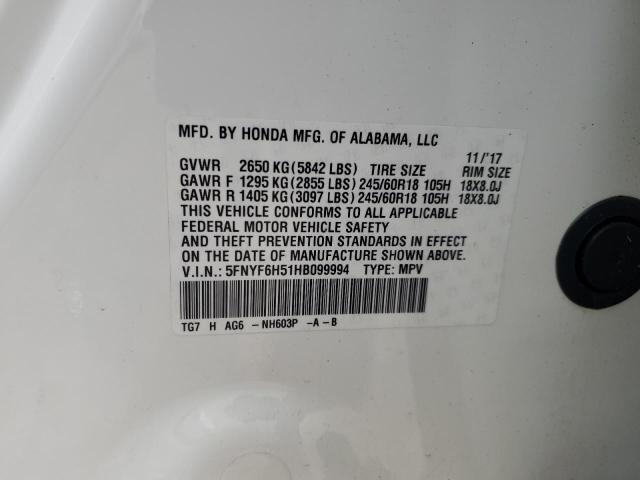 MFD. BY HONDA MFG. OF ALABAMA, LLC
11/'17
GVWR 2650 KG(5842 LBS) TIRE SIZE RIM SIZE
GAWR F 1295 KG(2855 LBS) 245/60R18 105H 18X8.0J
GAWR R 1405 KG(3097 LBS) 245/60R18 105H 18X8.0J
THIS VEHICLE CONFORMS TO ALL APPLICABLE
FEDERAL MOTOR VEHICLE SAFETY
AND THEFT PREVENTION STANDARDS IN EFFECT
ON THE DATE OF MANUFACTURE SHOWN ABOVE.
V.I.N.: 5FNYF6H51HB099994 TYPE: MPV
TG7 H AG6 -NH603P -A-B